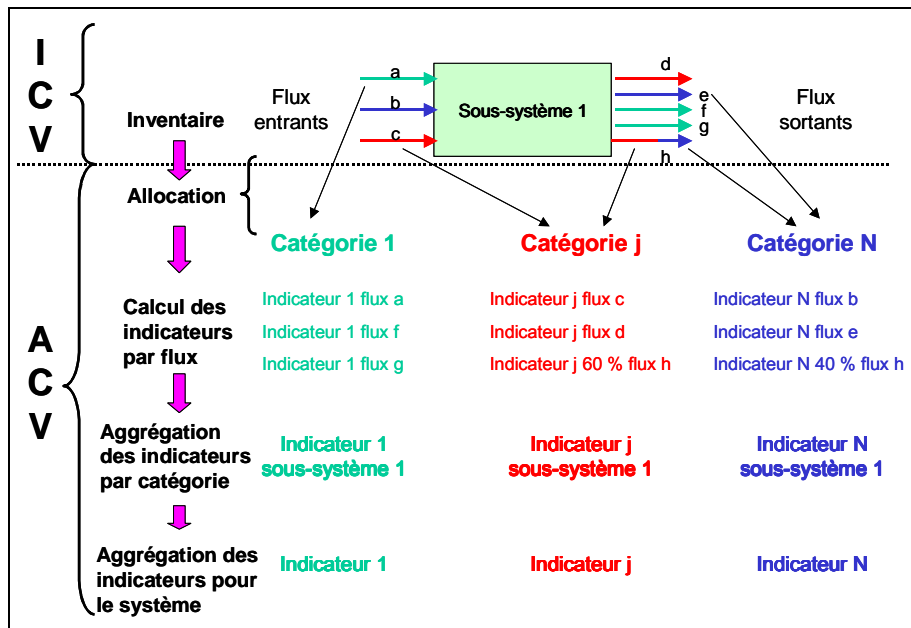 I
C
V
Inventaire
Flux
entrants
a
b
c
Sous-système 1
d
e
f
g
h
Flux
sortants
A
C
V
Allocation
Catégorie 1
Catégorie j
Catégorie N
Calcul des
indicateurs
par flux
Indicateur 1 flux a
Indicateur j flux c
Indicateur N flux b
Indicateur 1 flux f
Indicateur j flux d
Indicateur N flux e
Indicateur 1 flux g
Indicateur j 60 % flux h
Indicateur N 40 % flux h
Aggrégation
des indicateurs
par catégorie
Indicateur 1
sous-système 1
Indicateur j
sous-système 1
Indicateur N
sous-système 1
Aggrégation des
indicateurs pour
le système
Indicateur 1
Indicateur j
Indicateur N